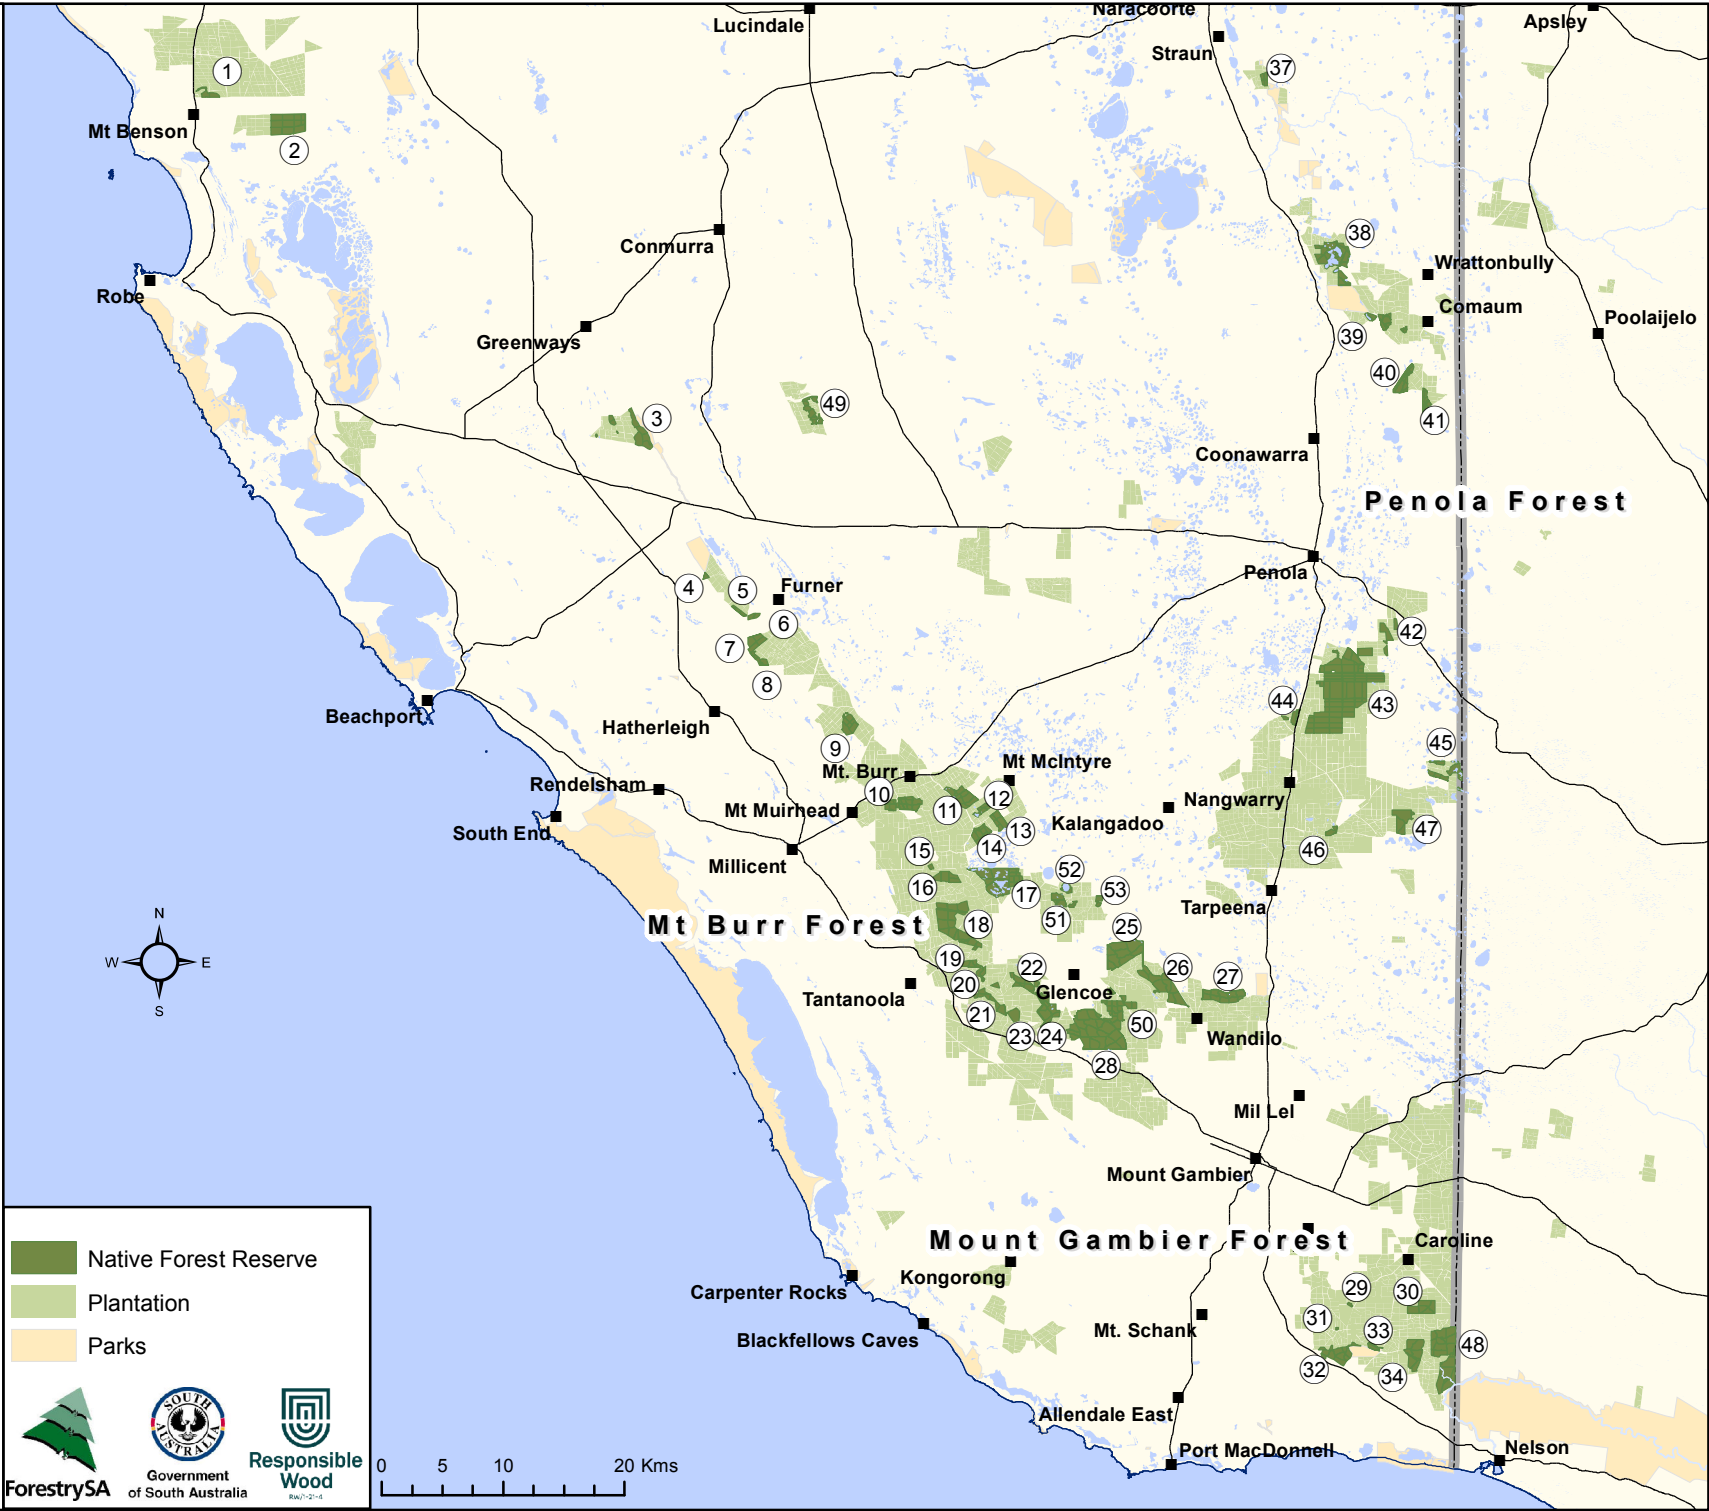 Naracoorte
Lucindale
Apsley
Straun
37
1
Mt Benson
2
Conmurra
38
Wrattonbully
Robe
Comaum
Poolaijelo
Greenways
39
40
3
49
41
Coonawarra
Penola Forest
Penola
4
5
Furner
6
42
7
8
44
43
Beachport
Hatherleigh
9
45
Mt. Burr
Mt McIntyre
Rendelsham
10
12
Nangwarry
Mt Muirhead
11
South End
Kalangadoo
13
47
Millicent
15
14
46
52
16
17
53
Tarpeena
Mt Burr Forest
18
51
25
N
W
E
S
19
22
26
27
20
Glencoe
Tantanoola
21
23
24
50
Wandilo
28
Mil Lel
Mount Gambier
Mount Gambier Forest
Caroline
Native Forest Reserve
Kongorong
29
30
Carpenter Rocks
Plantation
31
33
Mt. Schank
Blackfellows Caves
48
Parks
32
34
Allendale East
Port MacDonnell
Nelson
ForestrySA
SOUTH AUSTRALIA
Government
of South Australia
Responsible
Wood
RW/1-21-4
0 5 10 20 Kms